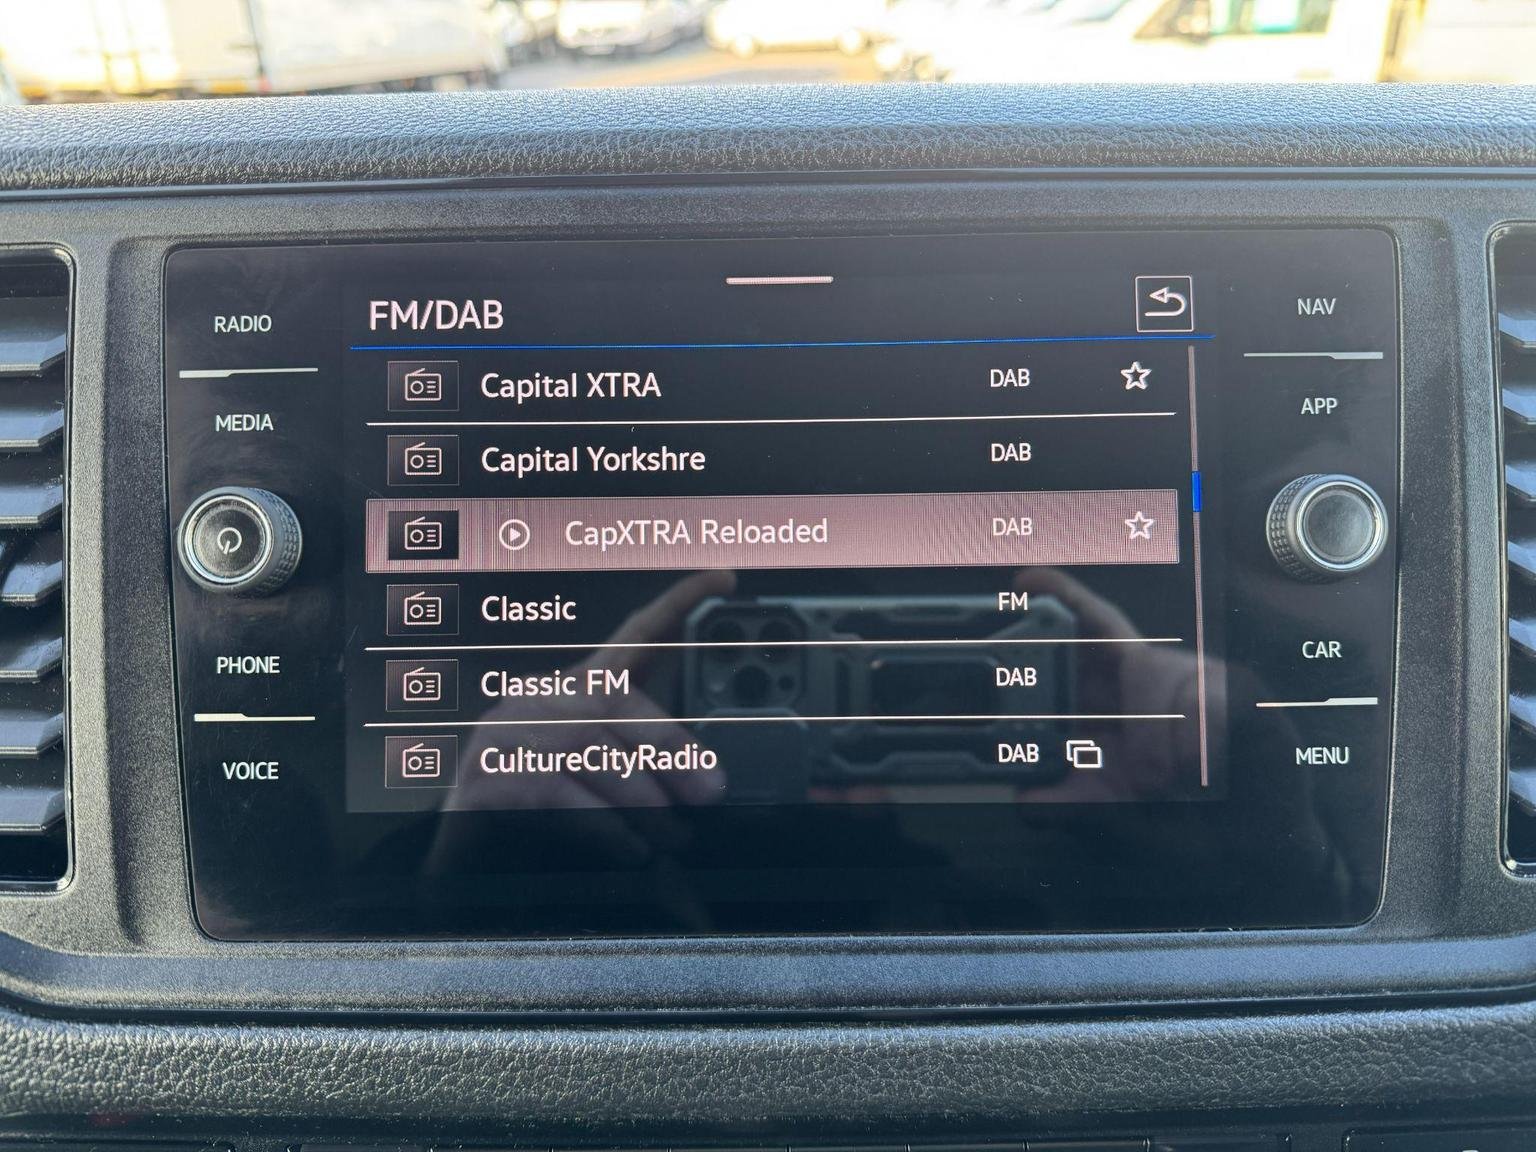 RADIO
MEDIA
PHONE
VOICE
FM/DAB
Capital XTRA DAB
Capital Yorkshre DAB
CapXTRA Reloaded DAB
Classic FM
Classic FM DAB
CultureCityRadio DAB
NAV
APP
CAR
MENU